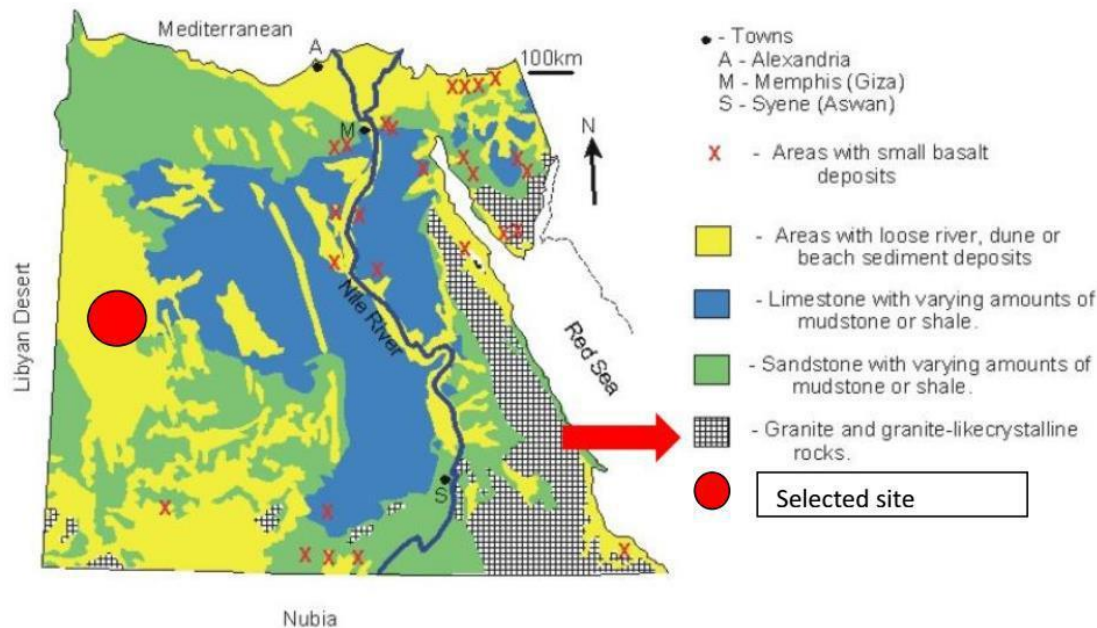 Mediterranean
A
100km
M
N
Nile River
Libyan Desert
Red Sea
S
Nubia
- Towns
A - Alexandria
M - Memphis (Giza)
S - Syene (Aswan)
X - Areas with small basalt
deposits
- Areas with loose river, dune or
beach sediment deposits
- Limestone with varying amounts of
mudstone or shale.
- Sandstone with varying amounts of
mudstone or shale.
- Granite and granite-likecrystalline
rocks.
Selected site